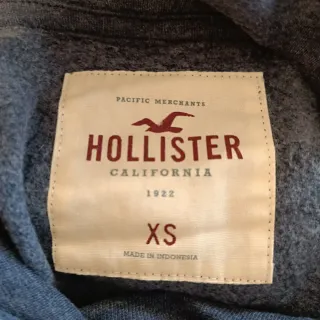 PACIFIC MERCHANTS
HOLLISTER
CALIFORNIA
1922
XS
MADE IN INDONESIA